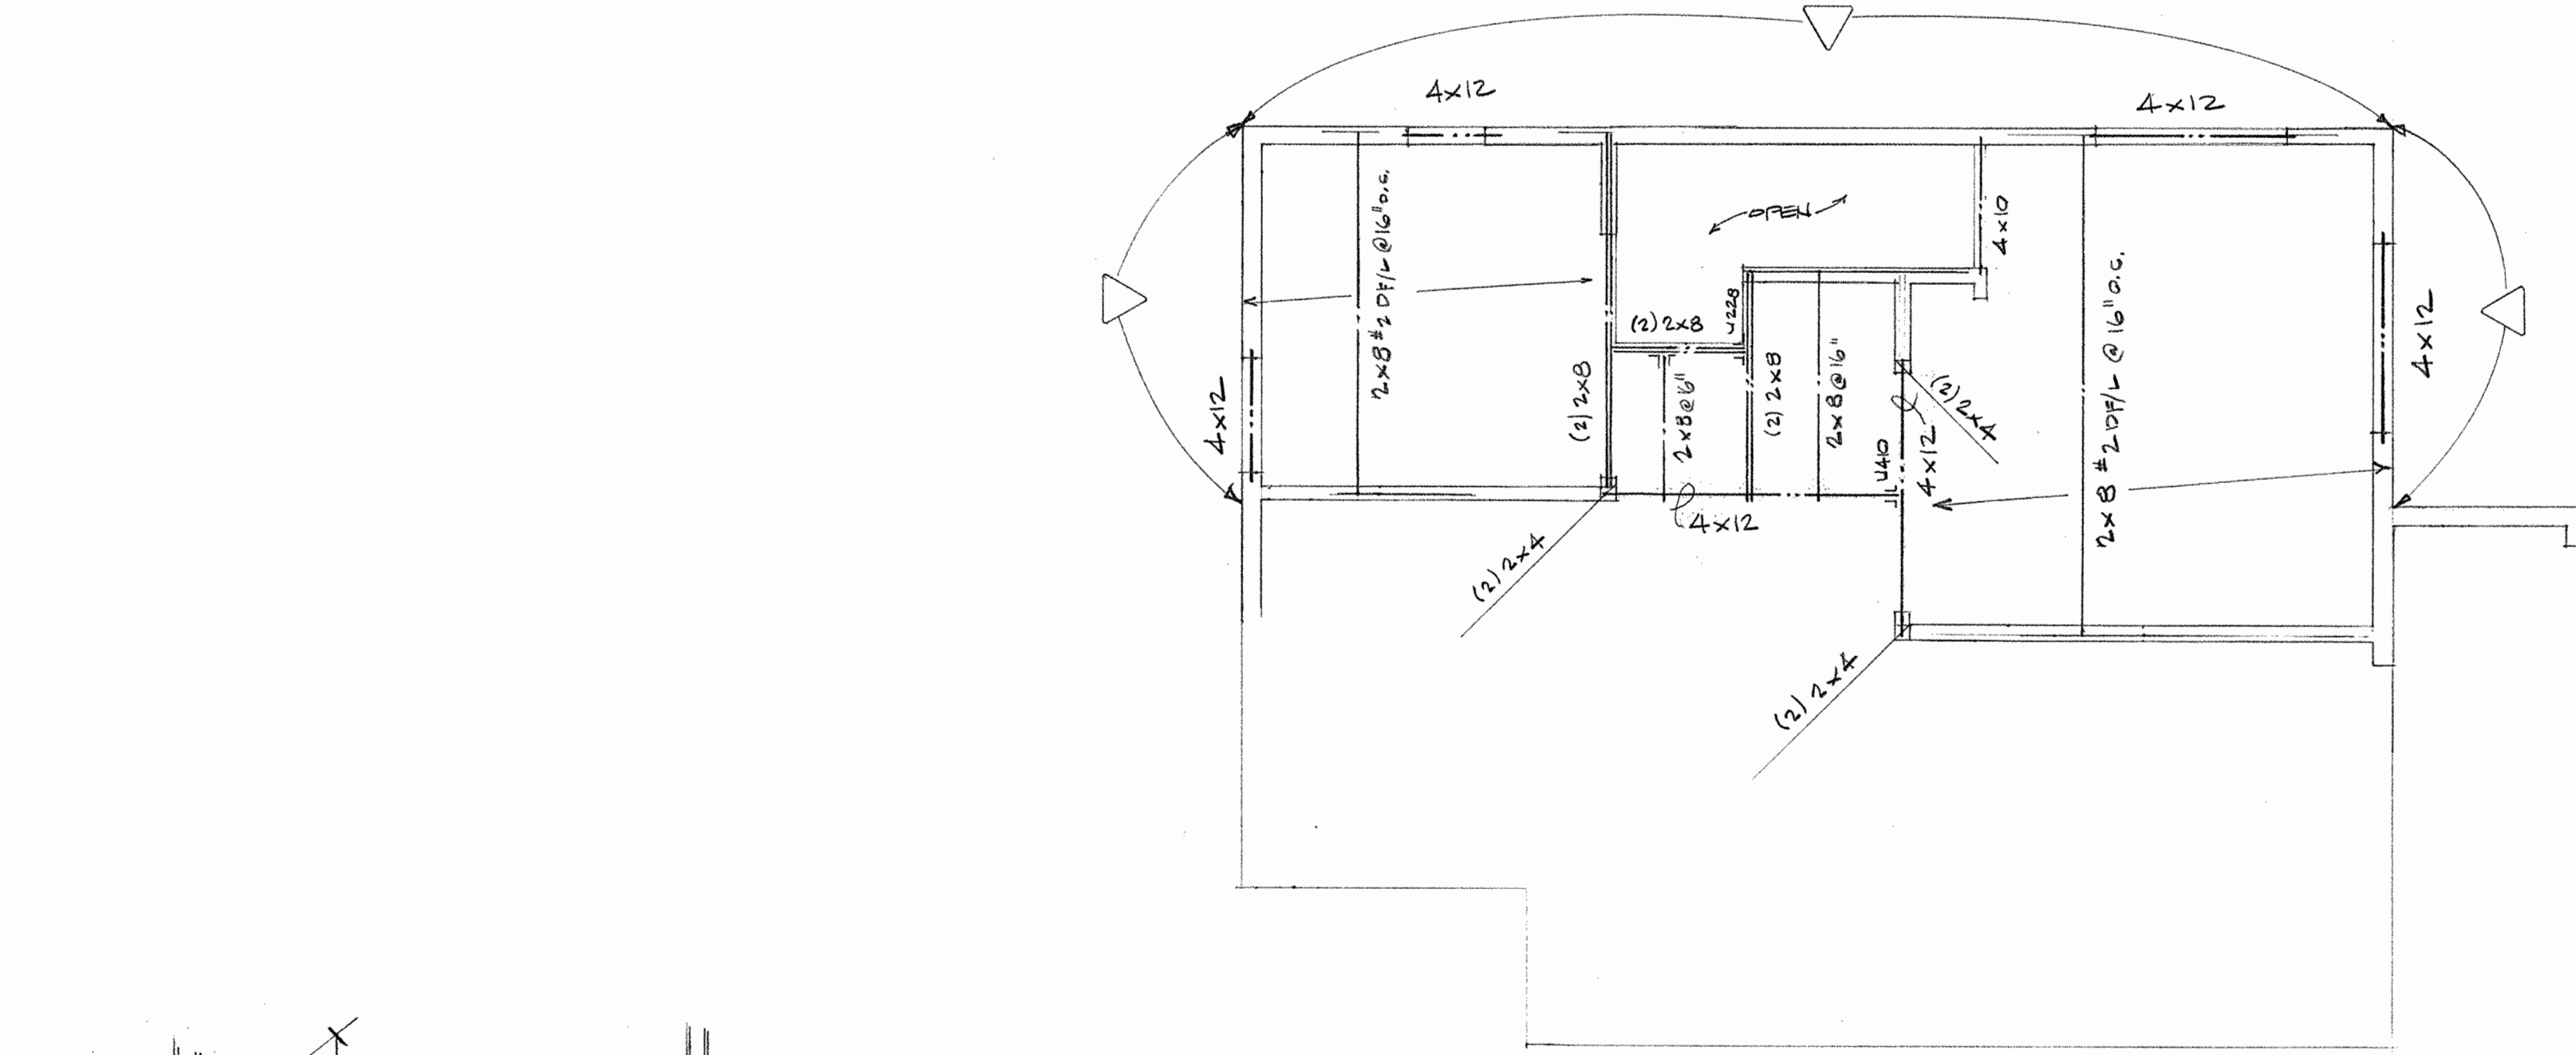 4x12
4x12
2x8 #2 DF/L @ 16" o.c.
OPEN
4x10
(2) 2x8
U228
4x12
(2) 2x8
2x8@16"
(2) 2x8
2x8@16"
U410
4x12
(2) 2x4
2x8 #2 DF/L @ 16" o.c.
4x12
4x12
(2) 2x4
(2) 2x4